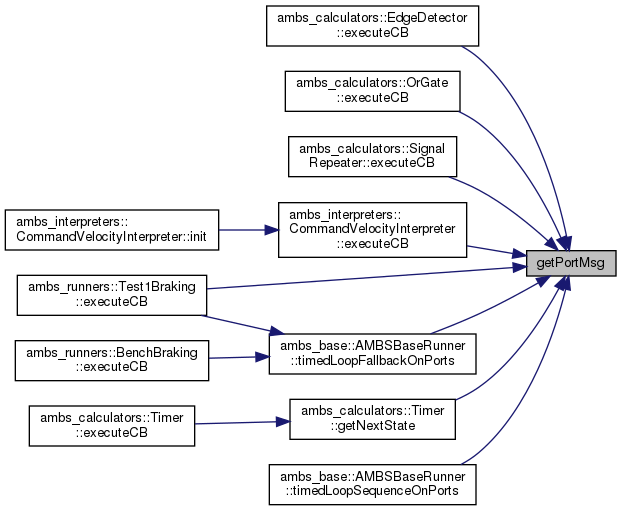 ambs_calculators::EdgeDetector
::executeCB
ambs_calculators::OrGate
::executeCB
ambs_calculators::Signal
Repeater::executeCB
ambs_interpreters::
CommandVelocityInterpreter::init
ambs_interpreters::
CommandVelocityInterpreter
::executeCB
getPortMsg
ambs_runners::Test1Braking
::executeCB
ambs_runners::BenchBraking
::executeCB
ambs_base::AMBSBaseRunner
::timedLoopFallbackOnPorts
ambs_calculators::Timer
::executeCB
ambs_calculators::Timer
::getNextState
ambs_base::AMBSBaseRunner
::timedLoopSequenceOnPorts